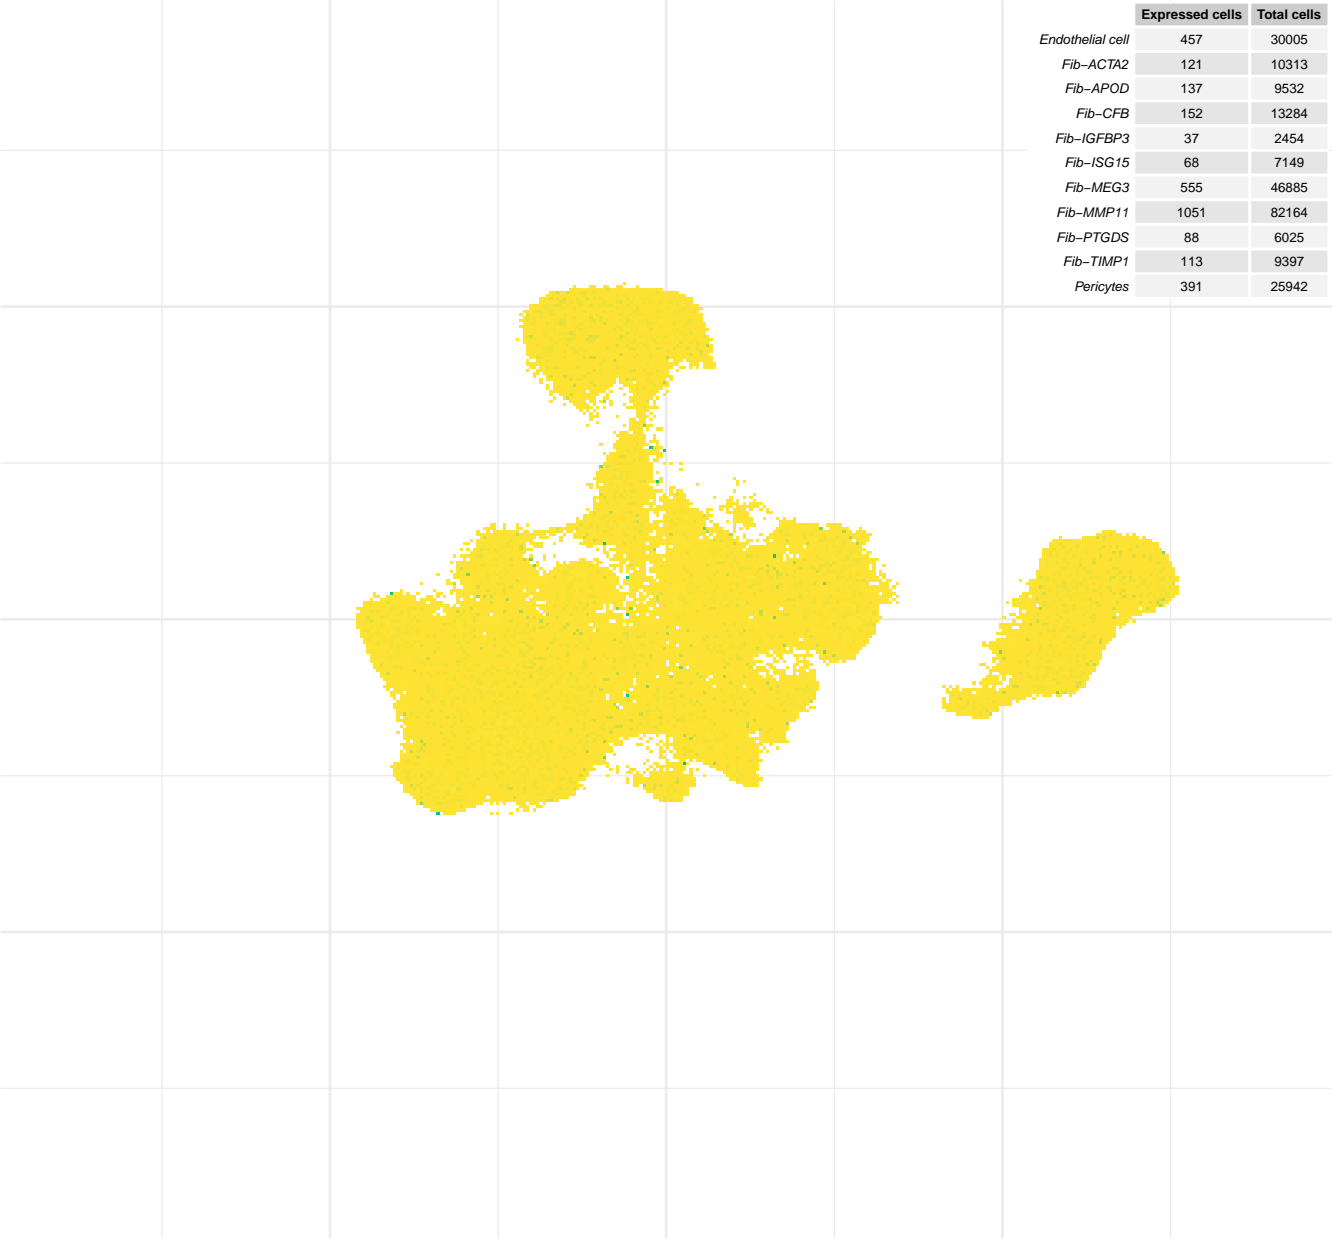 Expressed cells Total cells
Endothelial cell 457 30005
Fib−ACTA2 121 10313
Fib−APOD 137 9532
Fib−CFB 152 13284
Fib−IGFBP3 37 2454
Fib−ISG15 68 7149
Fib−MEG3 555 46885
Fib−MMP11 1051 82164
Fib−PTGDS 88 6025
Fib−TIMP1 113 9397
Pericytes 391 25942